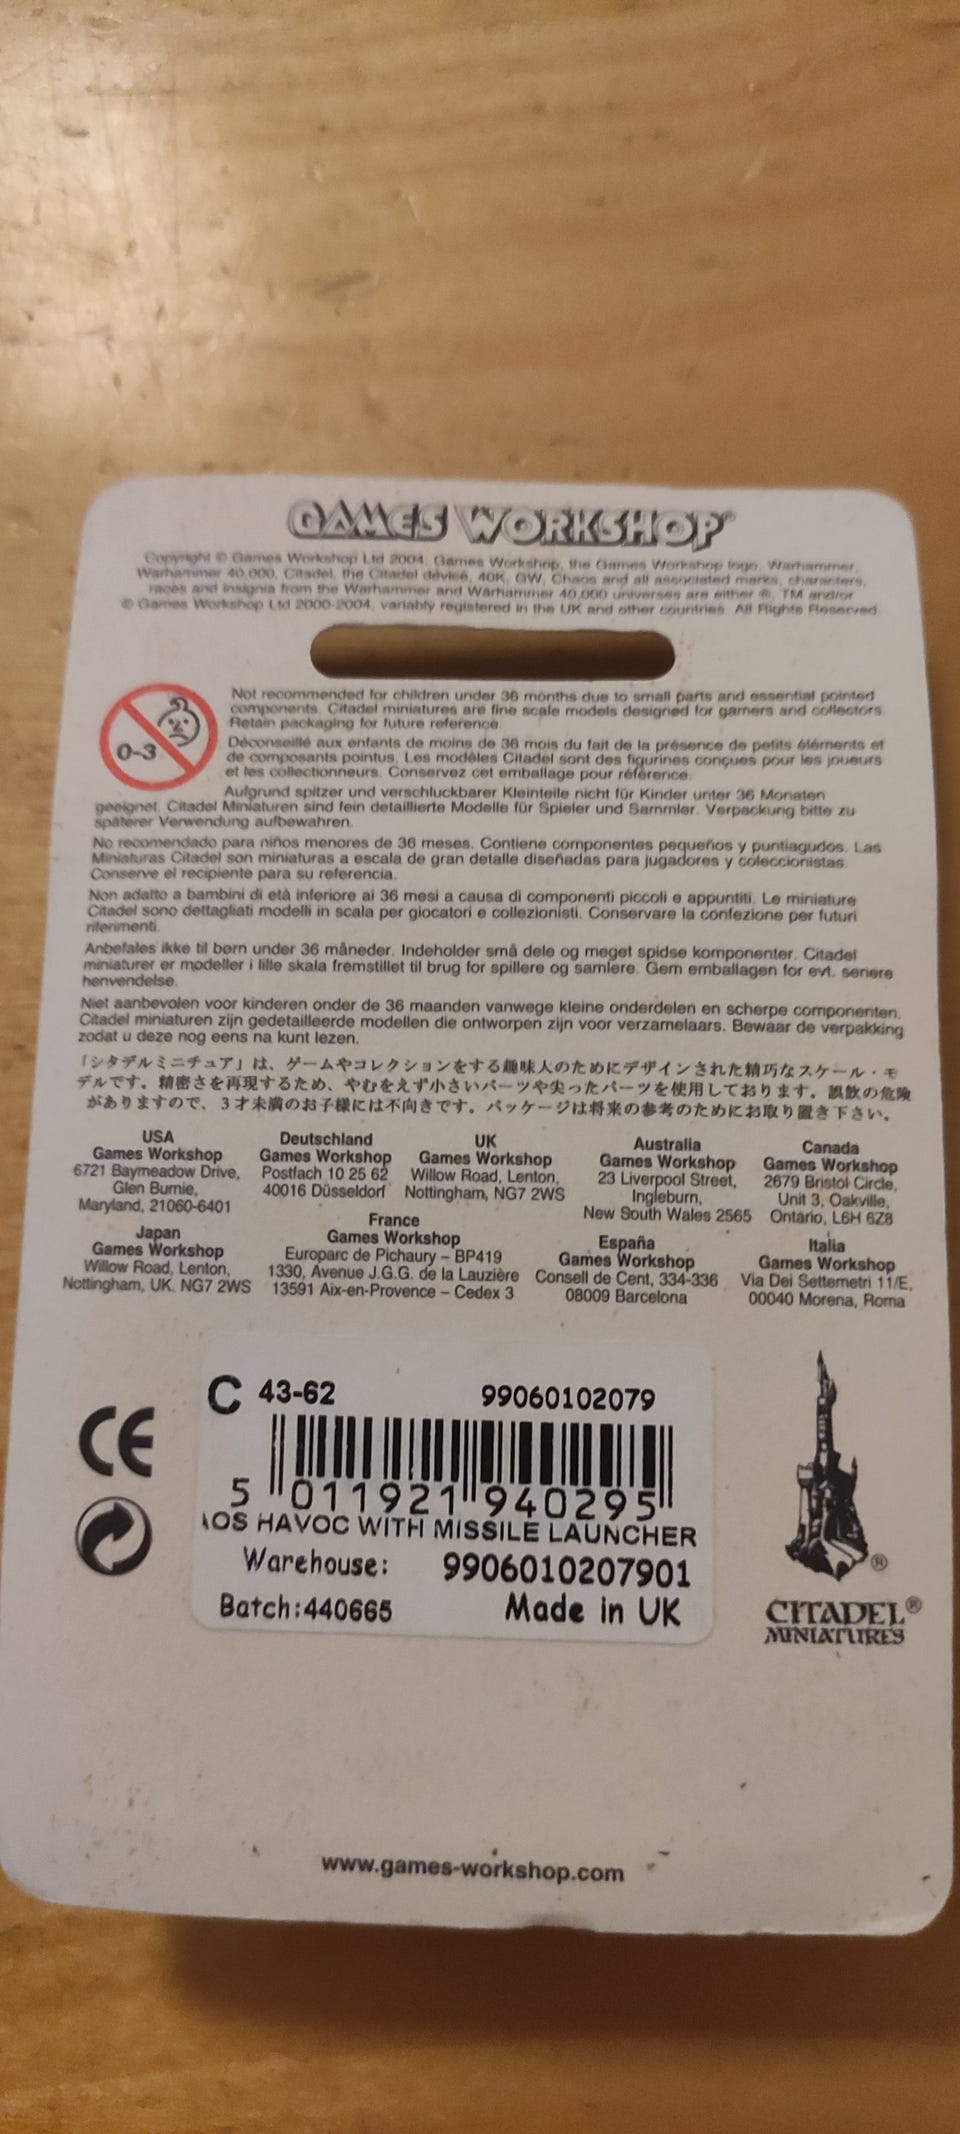 GAMES WORKSHOP®
Copyright © Games Workshop Ltd 2004. Games Workshop, the Games Workshop logo, Warhammer,
Warhammer 40,000, Citadel, the Citadel device, 40K, GW, Chaos and all associated marks, characters,
races and insignia from the Warhammer and Warhammer 40,000 universes are either ®, TM and/or
© Games Workshop Ltd 2000-2004, variably registered in the UK and other countries. All Rights Reserved.
0-3
Not recommended for children under 36 months due to small parts and essential pointed
components. Citadel miniatures are fine scale models designed for gamers and collectors.
Retain packaging for future reference.
Déconseillé aux enfants de moins de 36 mois du fait de la présence de petits éléments et
de composants pointus. Les modèles Citadel sont des figurines conçues pour les joueurs
et les collectionneurs. Conservez cet emballage pour référence.
Aufgrund spitzer und verschluckbarer Kleinteile nicht für Kinder unter 36 Monaten
geeignet. Citadel Miniaturen sind fein detaillierte Modelle für Spieler und Sammler. Verpackung bitte zu
späterer Verwendung aufbewahren.
No recomendado para niños menores de 36 meses. Contiene componentes pequeños y puntiagudos. Las
Miniaturas Citadel son miniaturas a escala de gran detalle diseñadas para jugadores y coleccionistas.
Conserve el recipiente para su referencia.
Non adatto a bambini di età inferiore ai 36 mesi a causa di componenti piccoli e appuntiti. Le miniature
Citadel sono dettagliati modelli in scala per giocatori e collezionisti. Conservare la confezione per futuri
riferimenti.
Anbefales ikke til børn under 36 måneder. Indeholder små dele og meget spidse komponenter. Citadel
miniaturer er modeller i lille skala fremstillet til brug for spillere og samlere. Gem emballagen for evt. senere
henvendelse.
Niet aanbevolen voor kinderen onder de 36 maanden vanwege kleine onderdelen en scherpe componenten.
Citadel miniaturen zijn gedetailleerde modellen die ontworpen zijn voor verzamelaars. Bewaar de verpakking
zodat u deze nog eens na kunt lezen.
「シタデルミニチュア」は、ゲームやコレクションをする趣味人のためにデザインされた精巧なスケール・モ
デルです。精密さを再現するため、やむをえず小さいパーツや尖ったパーツを使用しております。誤飲の危険
がありますので、3才未満のお子様には不向きです。パッケージは将来の参考のためにお取り置き下さい。
USA
Games Workshop
6721 Baymeadow Drive,
Glen Burnie,
Maryland, 21060-6401
Deutschland
Games Workshop
Postfach 10 25 62
40016 Düsseldorf
UK
Games Workshop
Willow Road, Lenton,
Nottingham, NG7 2WS
Australia
Games Workshop
23 Liverpool Street,
Ingleburn,
New South Wales 2565
Canada
Games Workshop
2679 Bristol Circle,
Unit 3, Oakville,
Ontario, L6H 6Z8
Japan
Games Workshop
Willow Road, Lenton,
Nottingham, UK. NG7 2WS
France
Games Workshop
Europarc de Pichaury – BP419
1330, Avenue J.G.G. de la Lauzière
13591 Aix-en-Provence – Cedex 3
España
Games Workshop
Consell de Cent, 334-336
08009 Barcelona
Italia
Games Workshop
Via Dei Settemetri 11/E,
00040 Morena, Roma
CE
C 43-62 99060102079
5 011921 940295
AOS HAVOC WITH MISSILE LAUNCHER
Warehouse: 9906010207901
Batch:440665 Made in UK
®
CITADEL®
MINIATURES
www.games-workshop.com